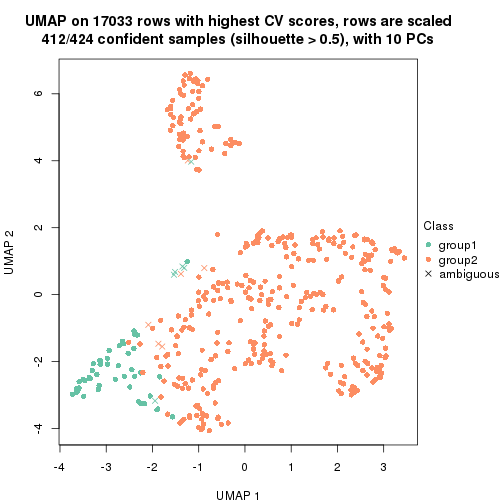 UMAP on 17033 rows with highest CV scores, rows are scaled
412/424 confident samples (silhouette > 0.5), with 10 PCs
6
4
2
0
-2
-4
UMAP 2
-4 -3 -2 -1 0 1 2 3
UMAP 1
Class
group1
group2
ambiguous